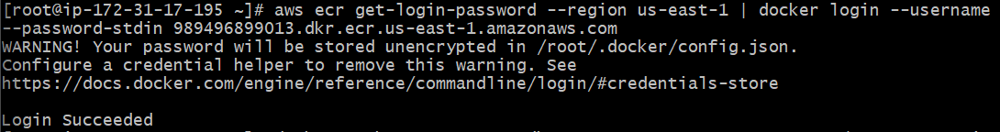 [root@ip-172-31-17-195 ~]# aws ecr get-login-password --region us-east-1 | docker login --username
--password-stdin 989496899013.dkr.ecr.us-east-1.amazonaws.com
WARNING! Your password will be stored unencrypted in /root/.docker/config.json.
Configure a credential helper to remove this warning. See
https://docs.docker.com/engine/reference/commandline/login/#credentials-store
Login Succeeded